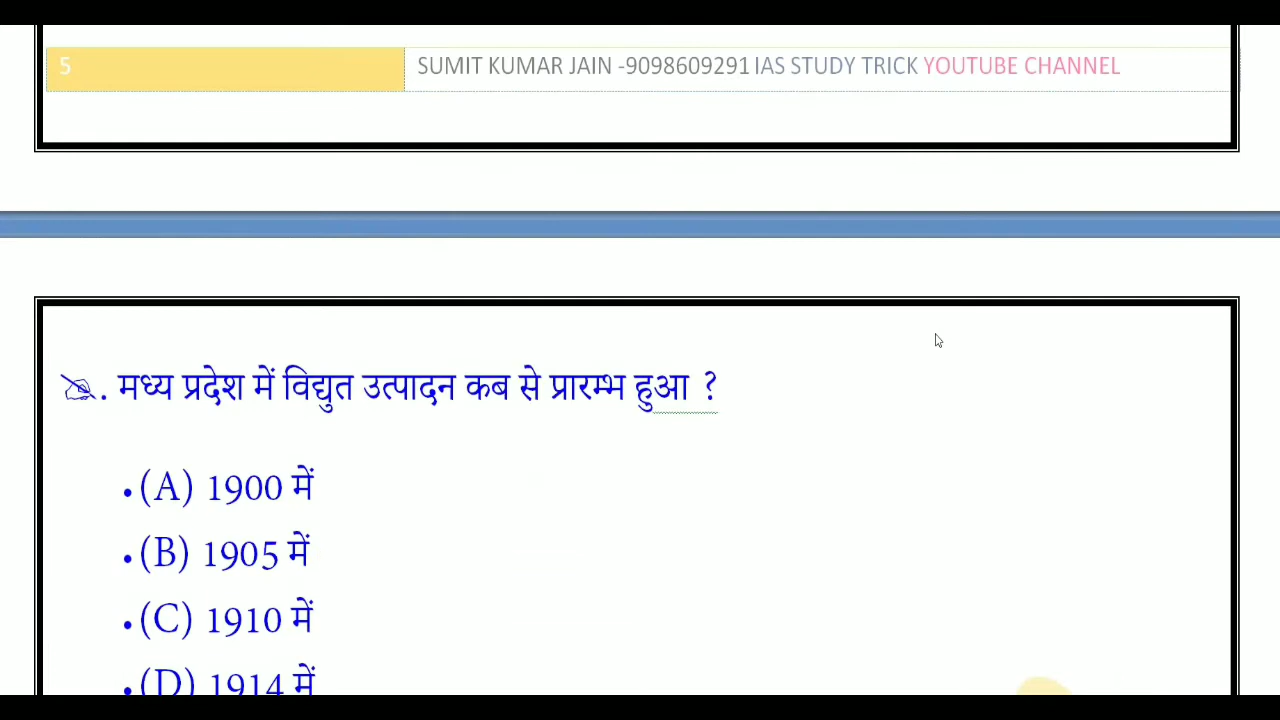 5 SUMIT KUMAR JAIN -9098609291 IAS STUDY TRICK YOUTUBE CHANNEL
. मध्य प्रदेश में विद्युत उत्पादन कब से प्रारम्भ हुआ ?
•(A) 1900 में
•(B) 1905 में
•(C) 1910 में
•(D) 1914 में